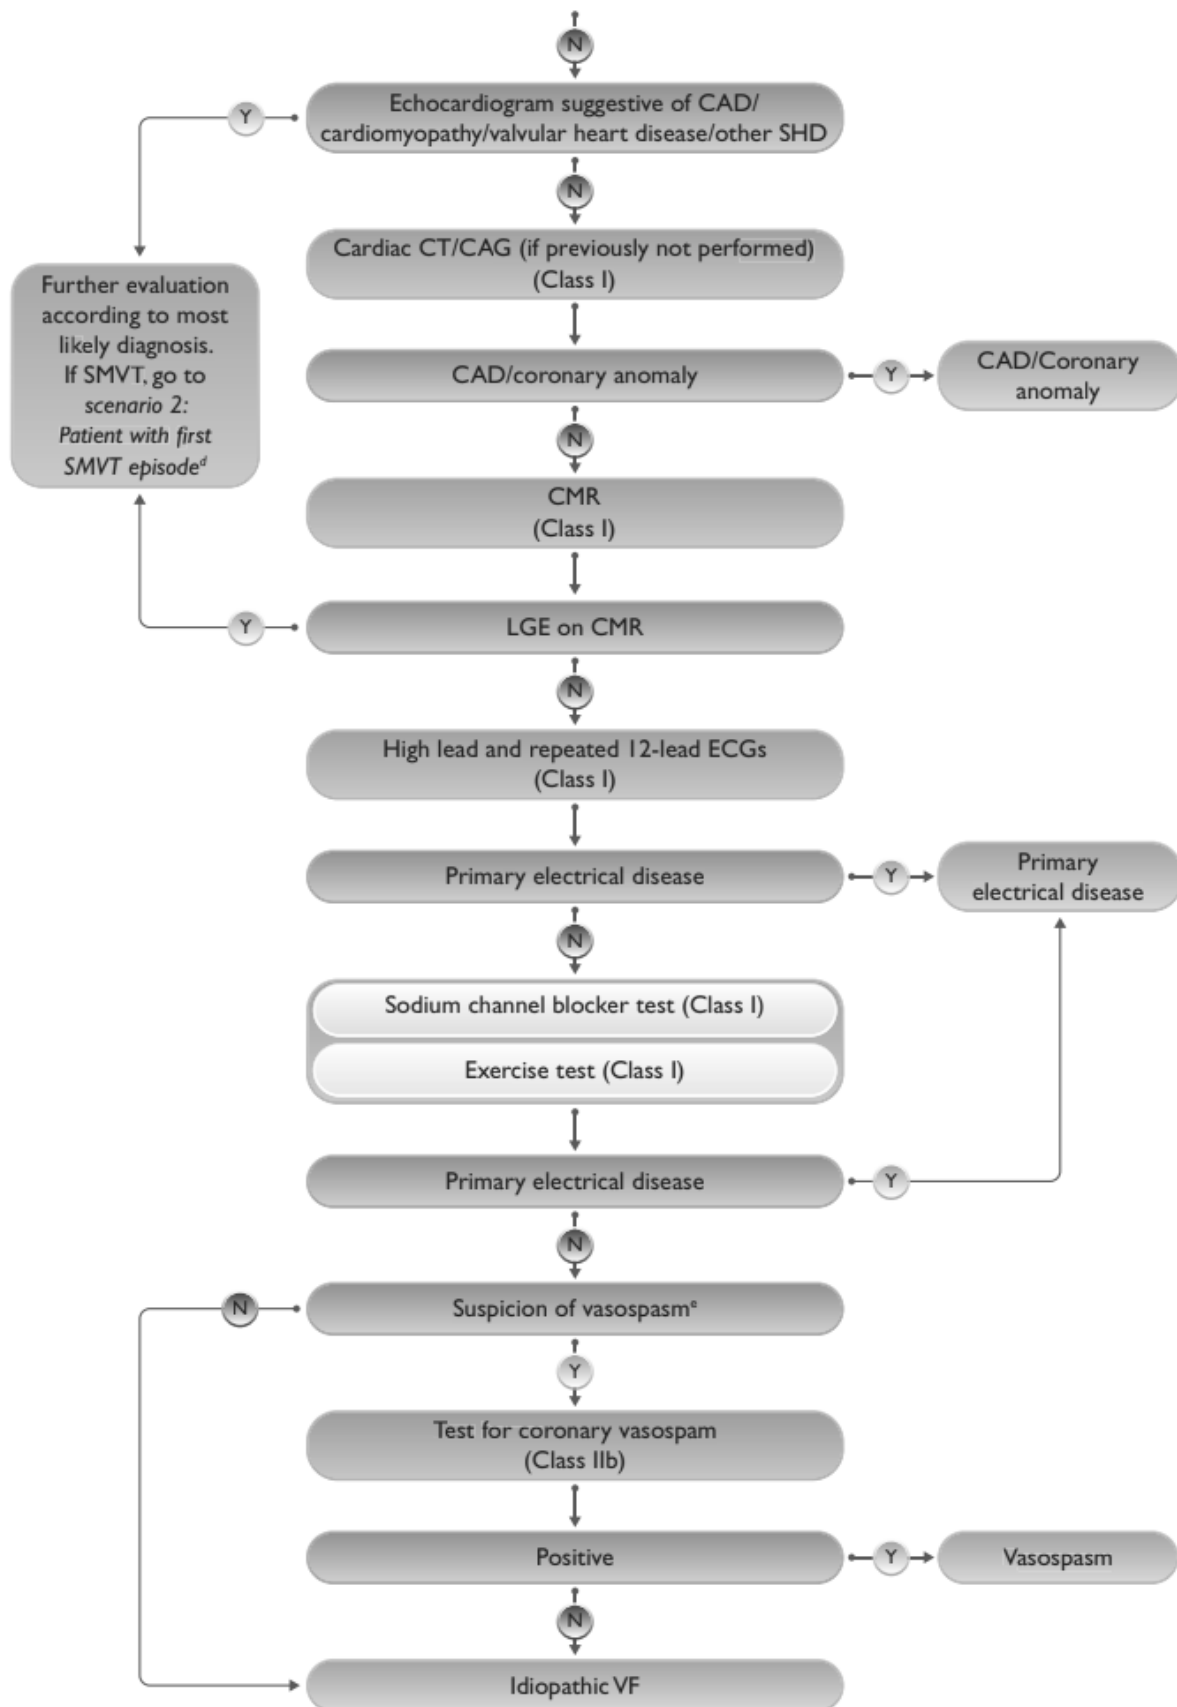 N
Echocardiogram suggestive of CAD/
cardiomyopathy/valvular heart disease/other SHD
Y
N
Cardiac CT/CAG (if previously not performed)
(Class I)
Further evaluation
according to most
likely diagnosis.
If SMVT, go to
scenario 2:
Patient with first
SMVT episodeᵈ
CAD/coronary anomaly
Y
CAD/Coronary
anomaly
N
CMR
(Class I)
LGE on CMR
Y
N
High lead and repeated 12-lead ECGs
(Class I)
Primary electrical disease
Y
Primary
electrical disease
N
Sodium channel blocker test (Class I)
Exercise test (Class I)
Primary electrical disease
Y
N
Suspicion of vasospasmᵉ
N
Y
Test for coronary vasospam
(Class IIb)
Positive
Y
Vasospasm
N
Idiopathic VF